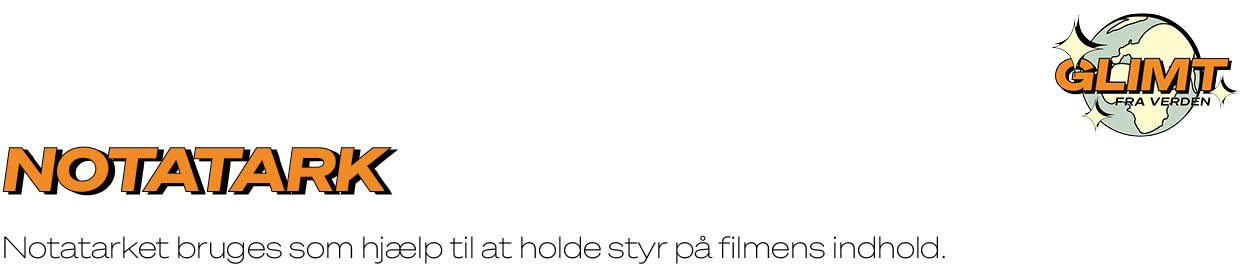 GLIMT
FRA VERDEN
NOTATARK
Notatarket bruges som hjælp til at holde styr på filmens indhold.